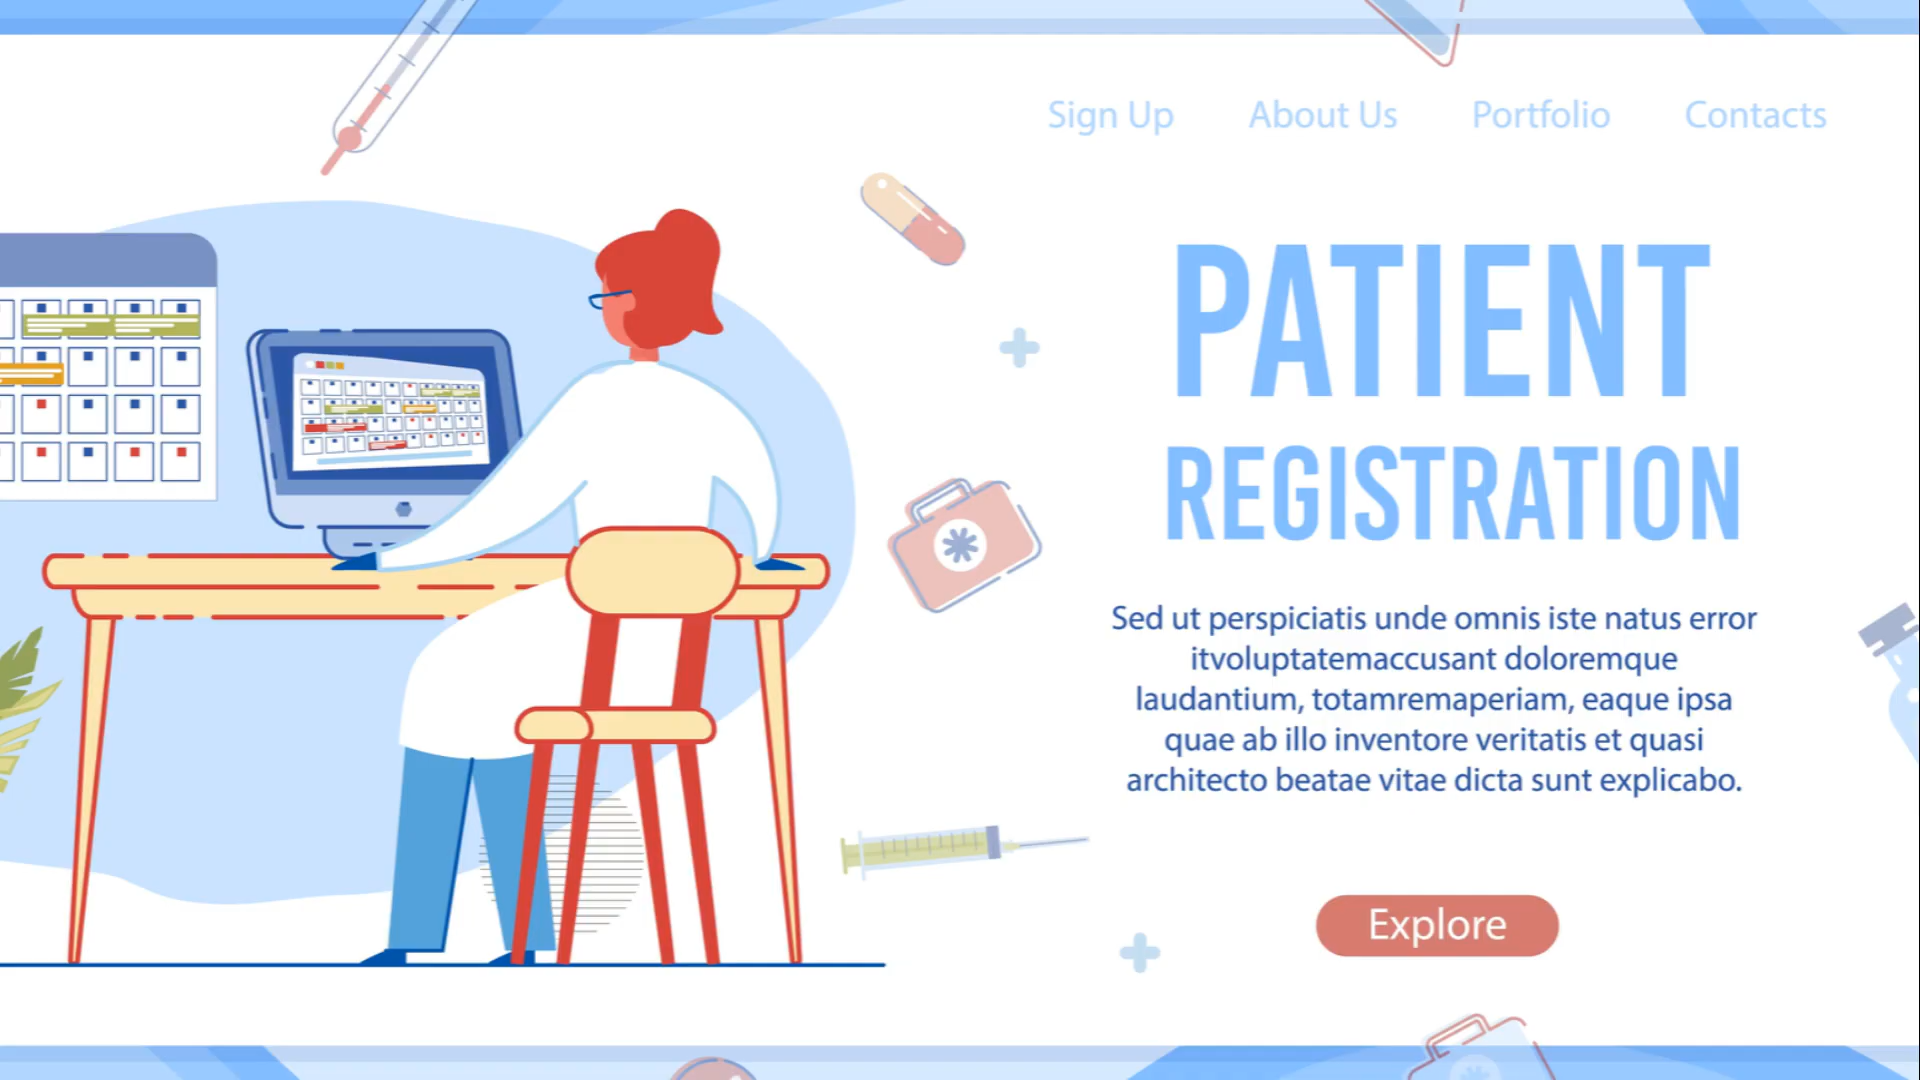 Sign Up About Us Portfolio Contacts
PATIENT
REGISTRATION
Sed ut perspiciatis unde omnis iste natus error
itvoluptatemaccusant doloremque
laudantium, totamremaperiam, eaque ipsa
quae ab illo inventore veritatis et quasi
architecto beatae vitae dicta sunt explicabo.
Explore